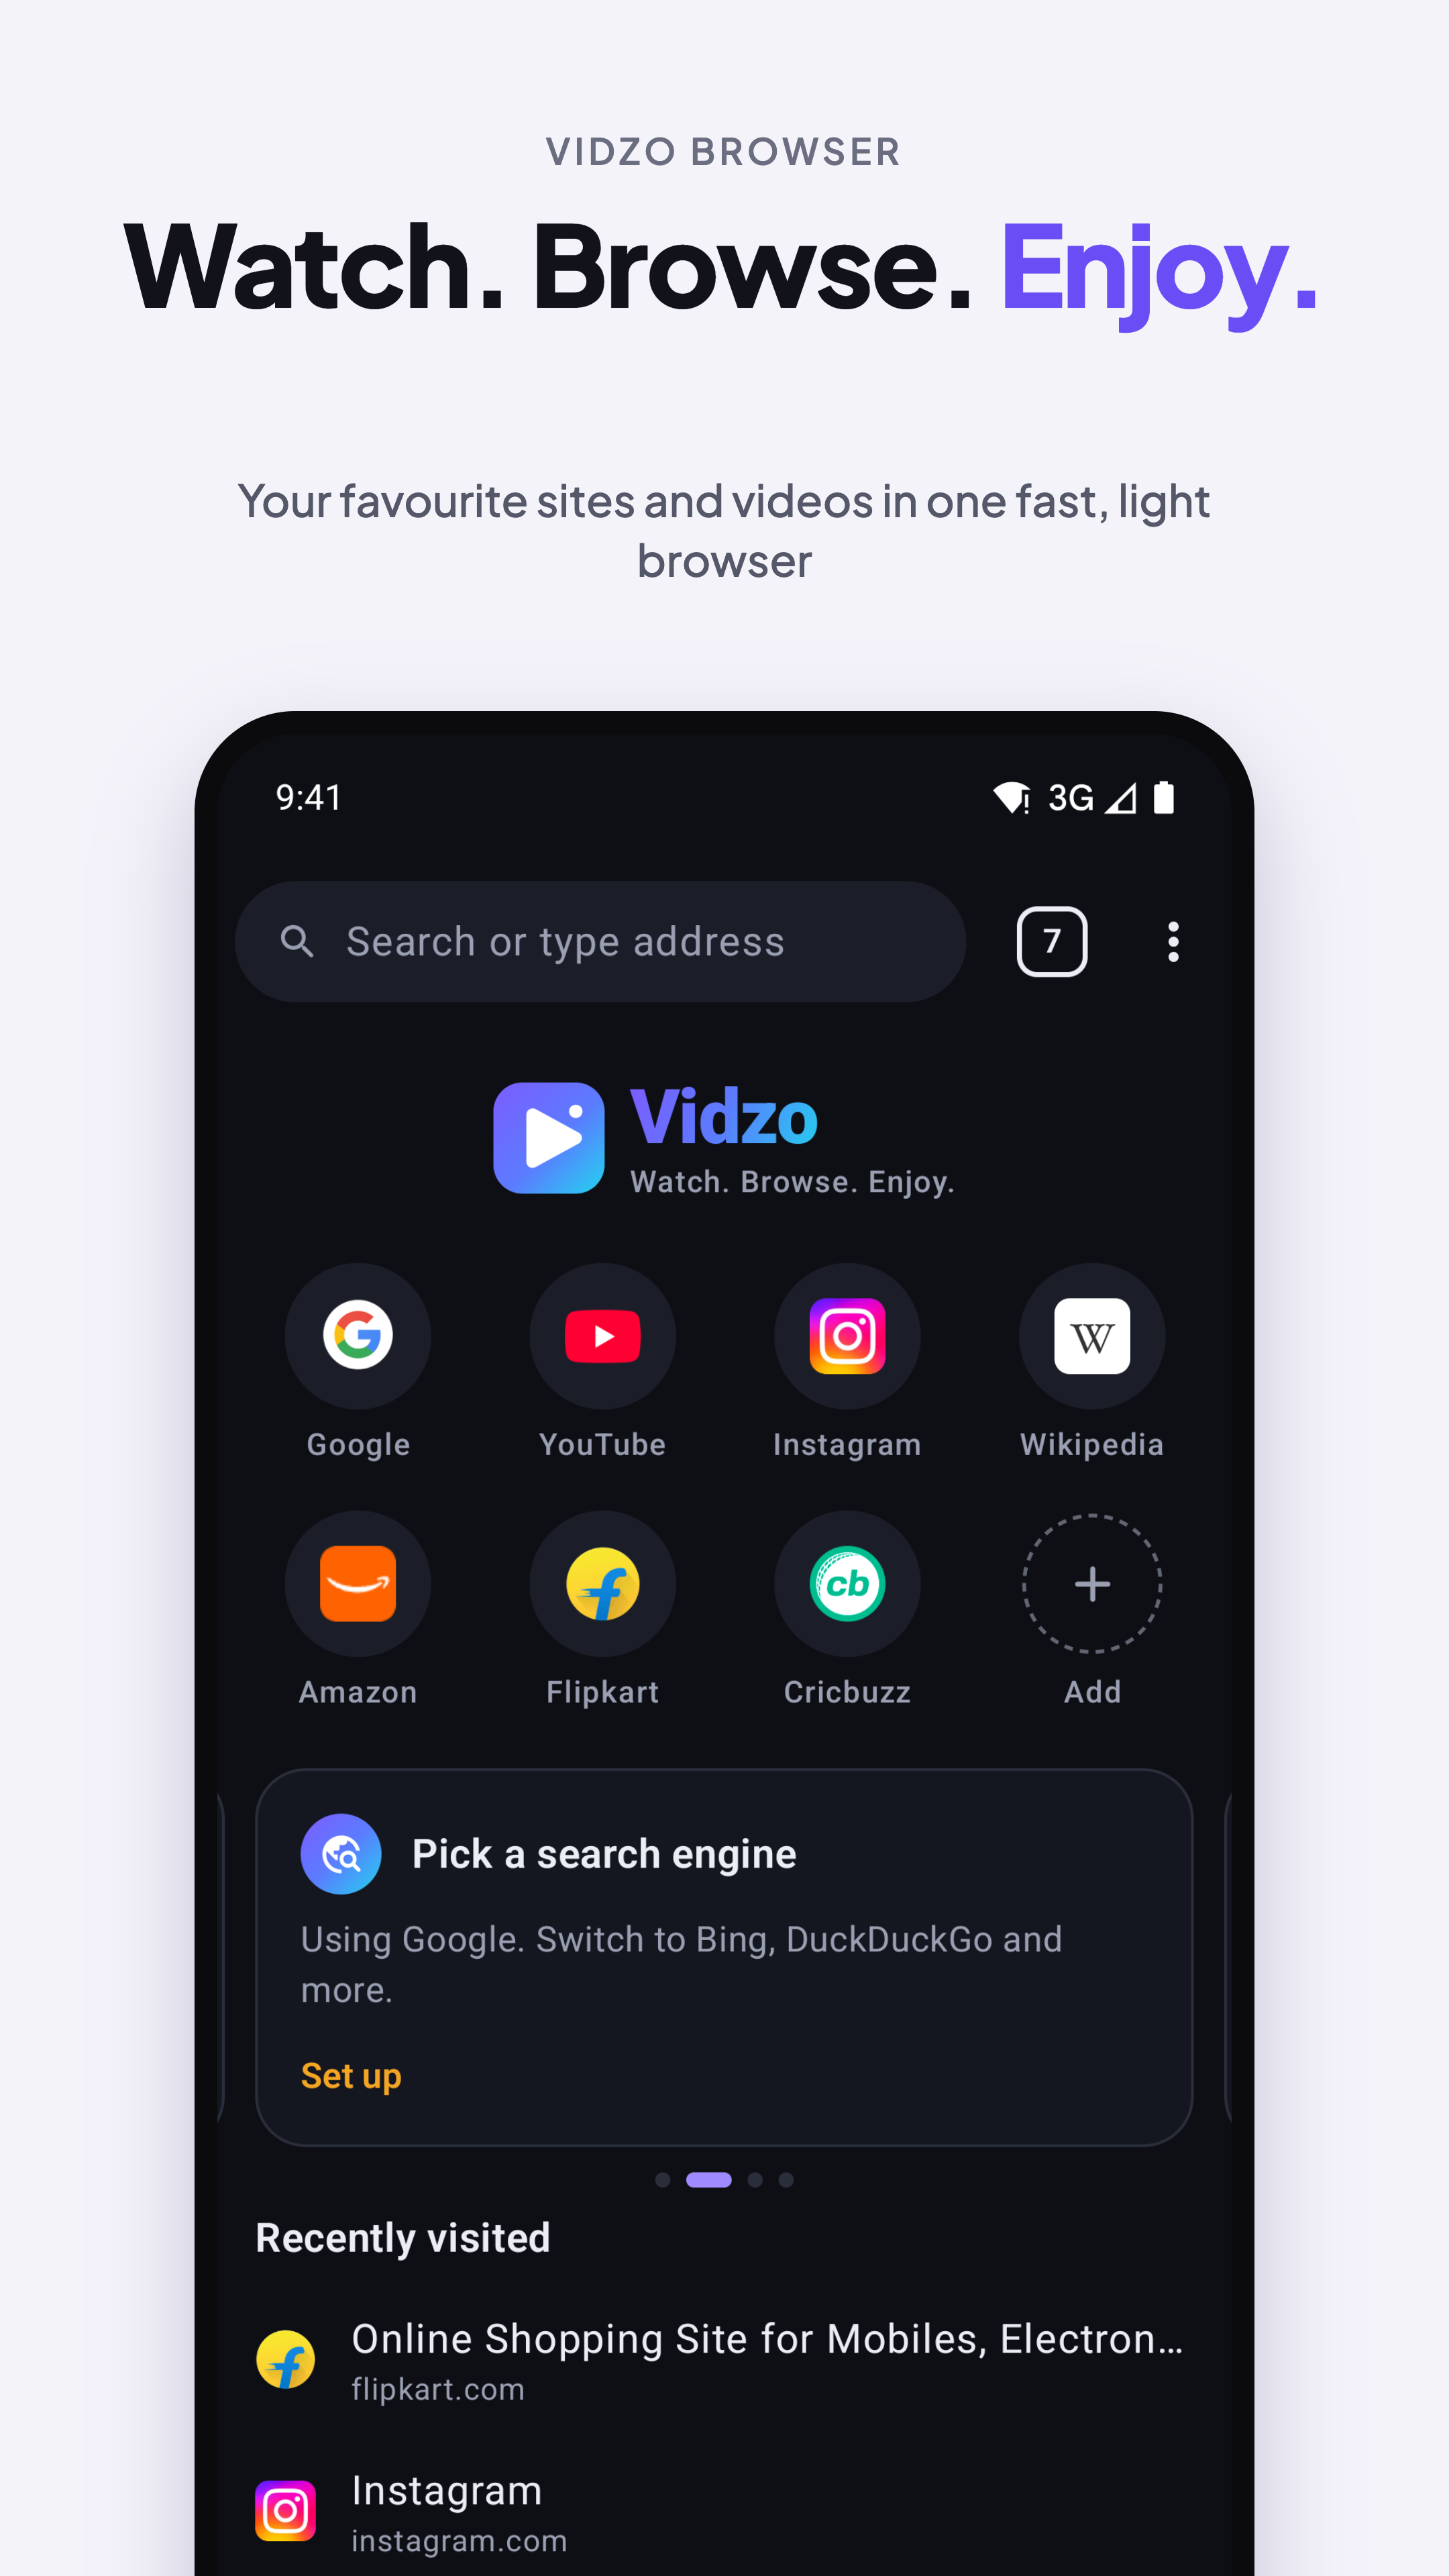 VIDZO BROWSER
Watch. Browse. Enjoy.
Your favourite sites and videos in one fast, light
browser
9:41
3G
Search or type address
7
Vidzo
Watch. Browse. Enjoy.
W
Google YouTube Instagram Wikipedia
f cb
Amazon Flipkart Cricbuzz Add
Pick a search engine
Using Google. Switch to Bing, DuckDuckGo and
more.
Set up
Recently visited
Online Shopping Site for Mobiles, Electron…
flipkart.com
Instagram
instagram.com